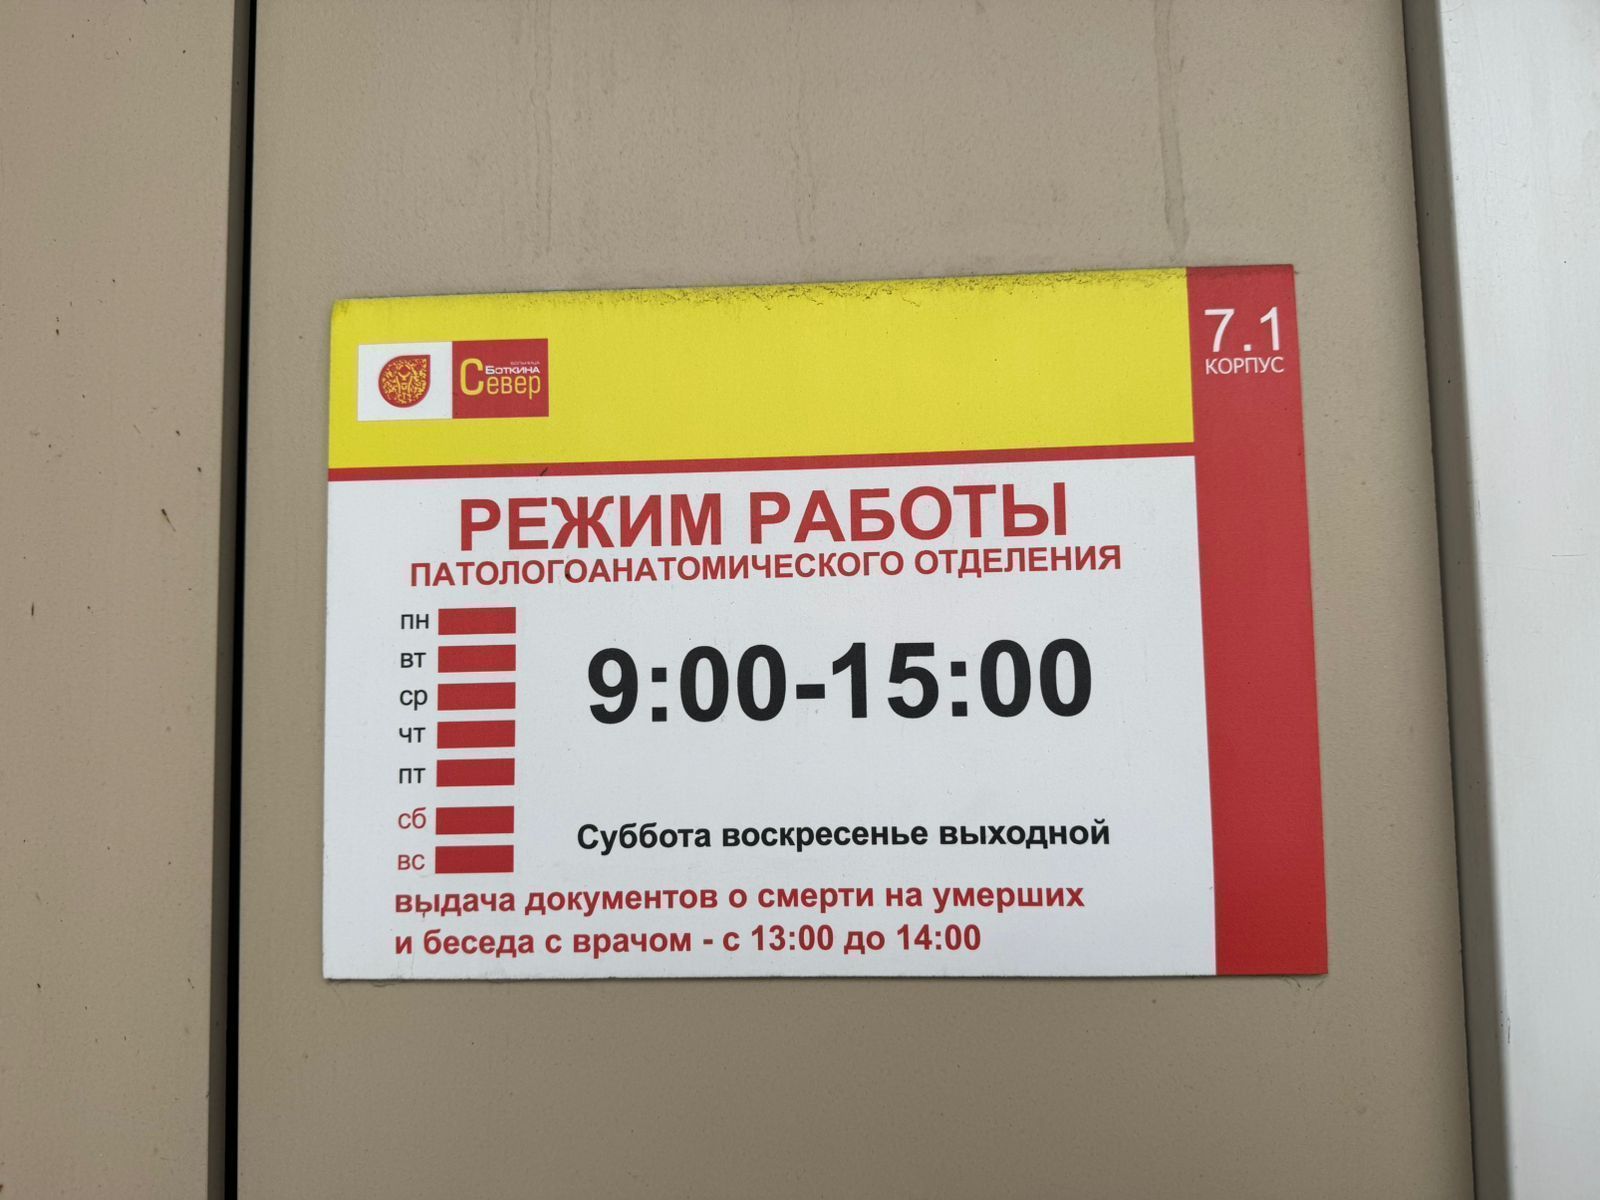 7.1
КОРПУС
БОЛЬНИЦА
БОТКИНА
Север
РЕЖИМ РАБОТЫ
ПАТОЛОГОАНАТОМИЧЕСКОГО ОТДЕЛЕНИЯ
пн
вт
ср
чт
пт
сб
вс
9:00-15:00
Суббота воскресенье выходной
выдача документов о смерти на умерших
и беседа с врачом - с 13:00 до 14:00